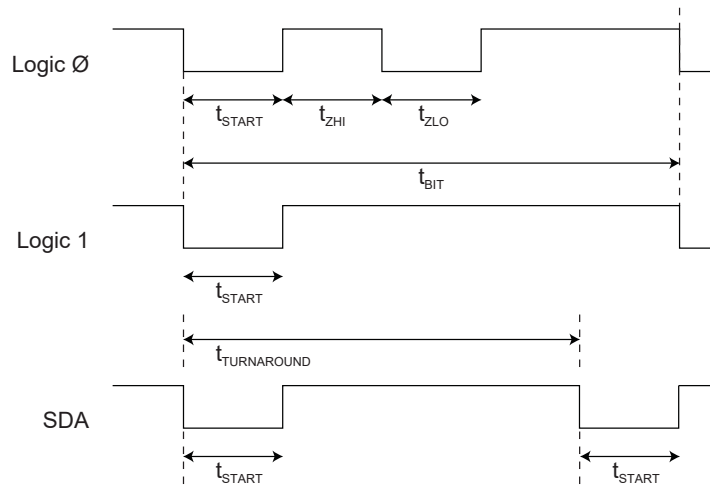 Logic Ø
tSTART tZHI tZLO
tBIT
Logic 1
tSTART
tTURNAROUND
SDA
tSTART tSTART